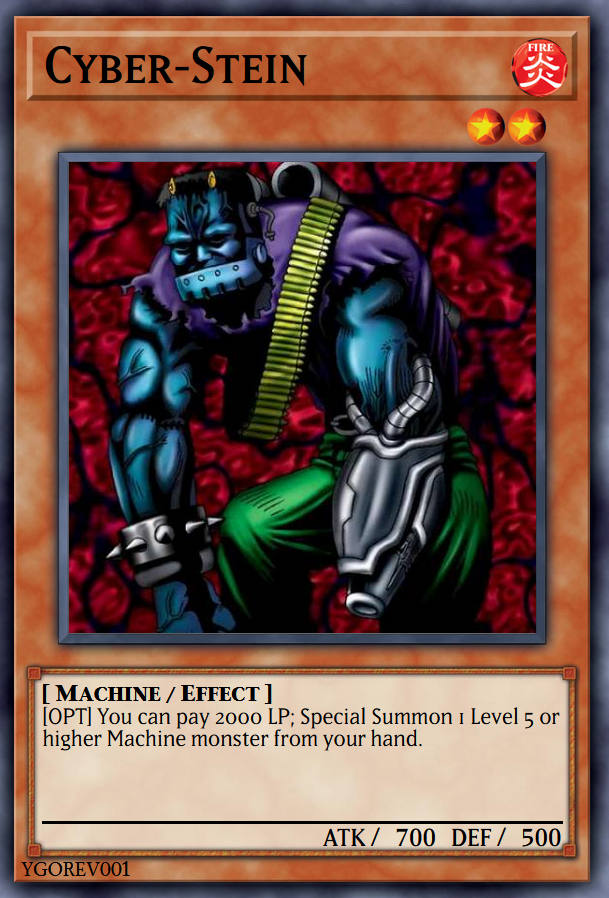 Cyber-Stein
FIRE
炎
[ Machine / Effect ]
[OPT] You can pay 2000 LP; Special Summon 1 Level 5 or
higher Machine monster from your hand.
ATK / 700 DEF / 500
YGOREV001